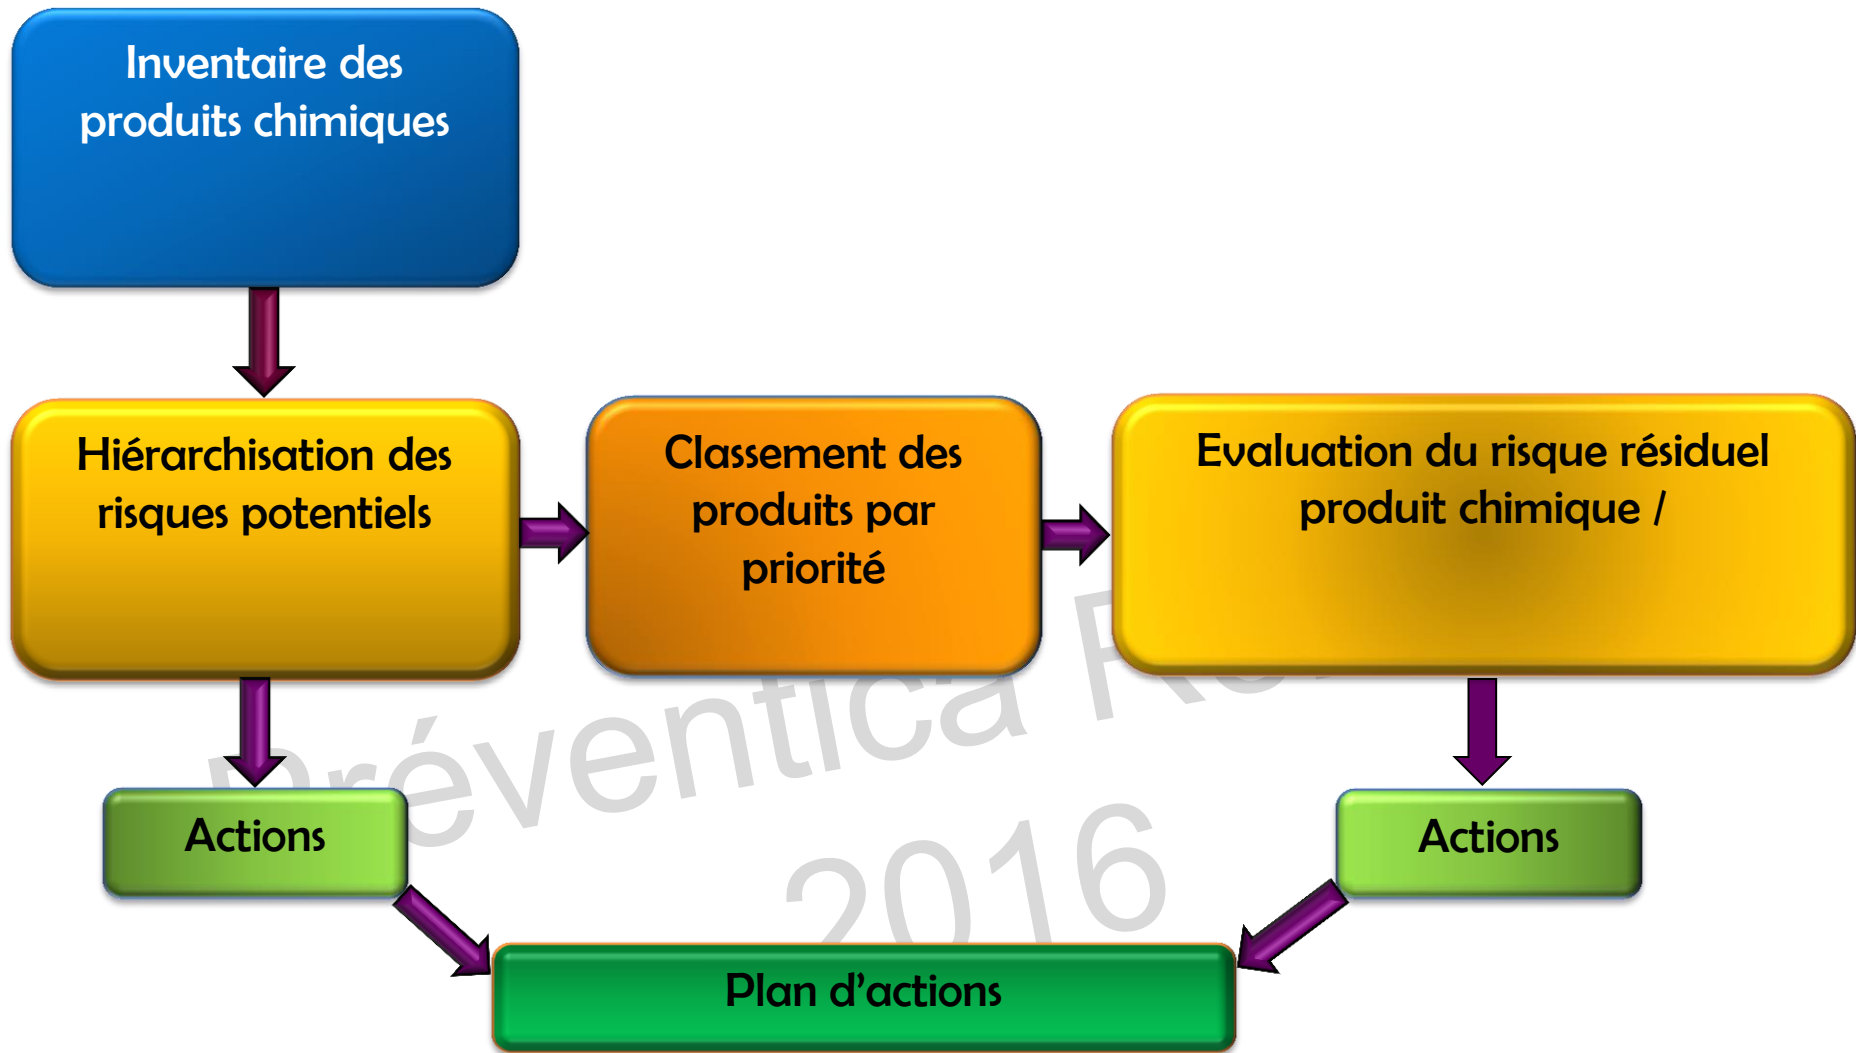 Inventaire des
produits chimiques
Hiérarchisation des
risques potentiels
Classement des
produits par
priorité
Evaluation du risque résiduel
produit chimique /
Actions
Actions
Plan d’actions
Préventica
2016